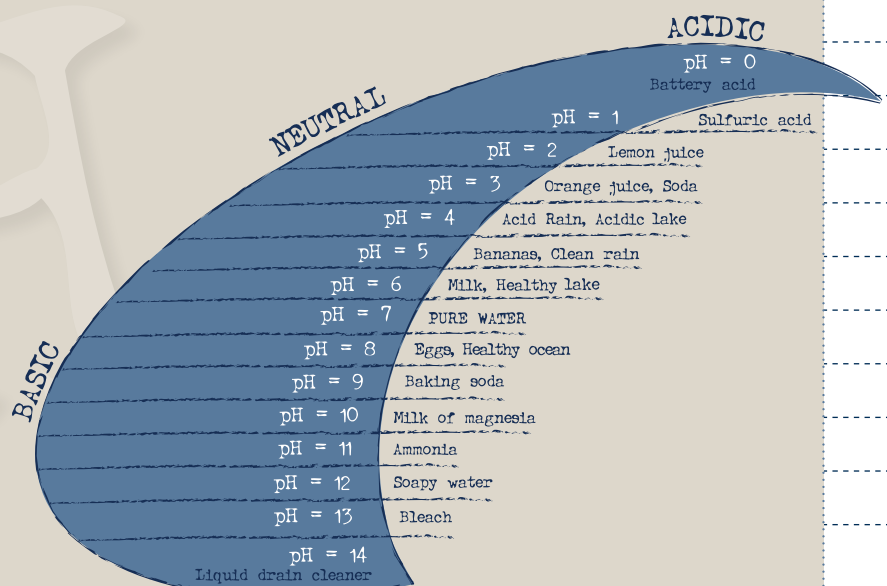 ACIDIC
pH = 0
Battery acid
NEUTRAL
pH = 1 Sulfuric acid
pH = 2 Lemon juice
pH = 3 Orange juice, Soda
pH = 4 Acid Rain, Acidic lake
pH = 5 Bananas, Clean rain
pH = 6 Milk, Healthy lake
pH = 7 PURE WATER
BASIC
pH = 8 Eggs, Healthy ocean
pH = 9 Baking soda
pH = 10 Milk of magnesia
pH = 11 Ammonia
pH = 12 Soapy water
pH = 13 Bleach
pH = 14
Liquid drain cleaner